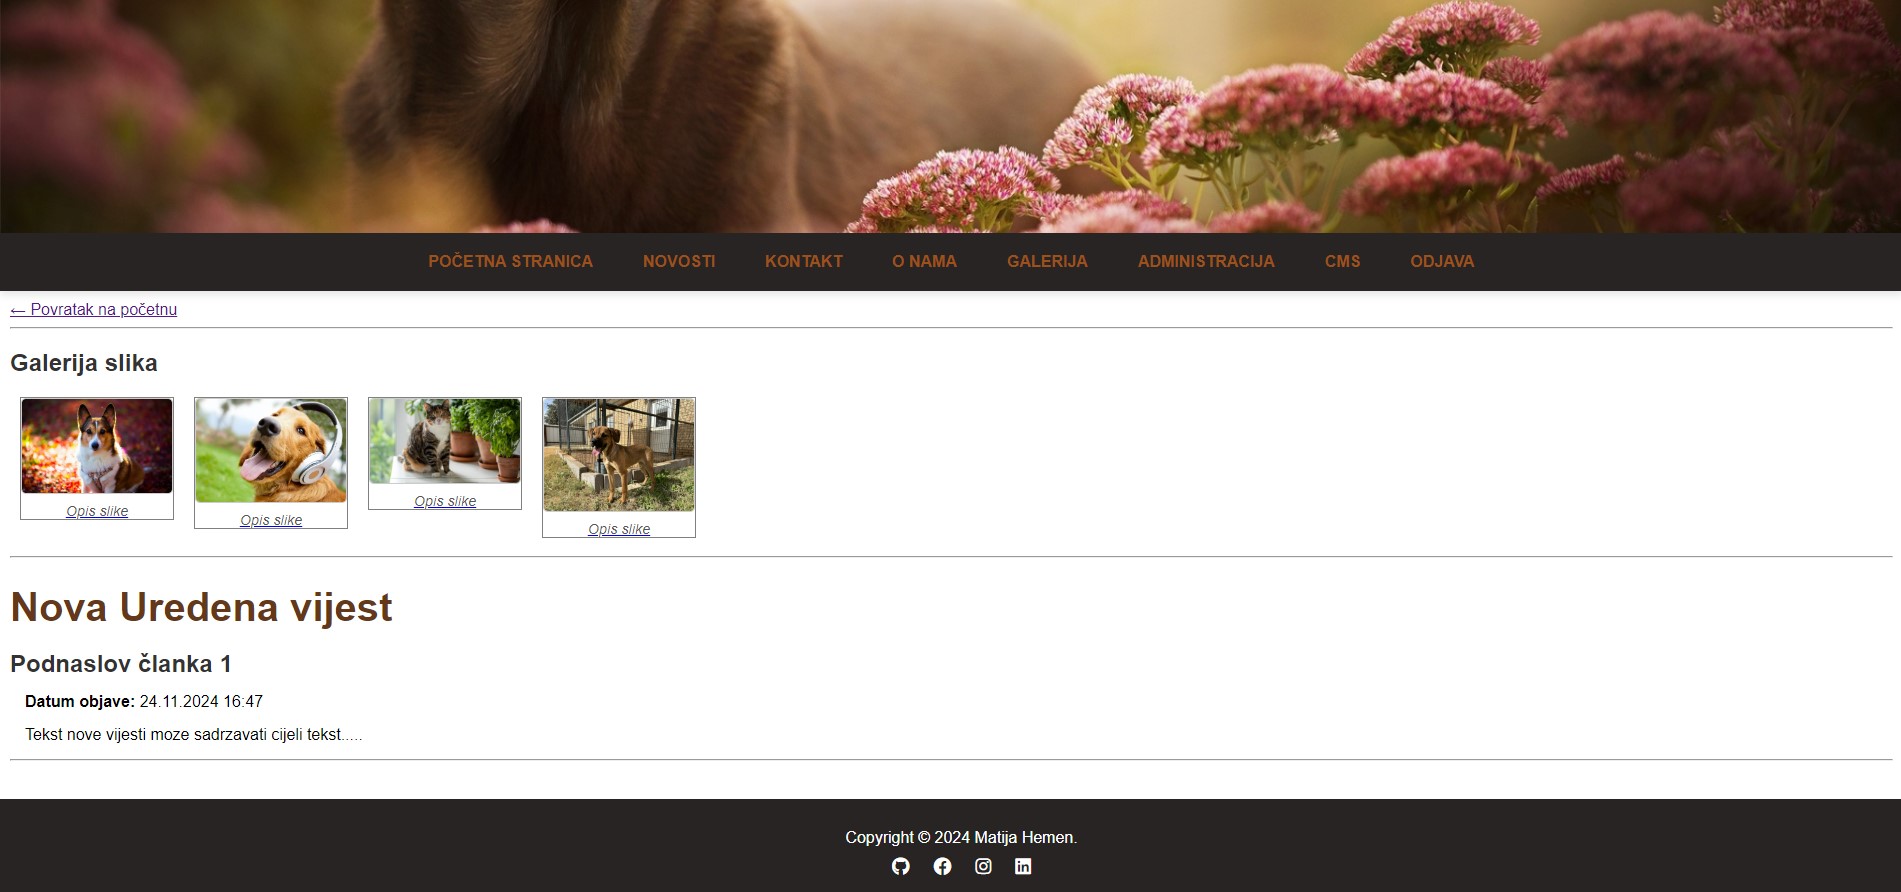 POČETNA STRANICA NOVOSTI KONTAKT O NAMA GALERIJA ADMINISTRACIJA CMS ODJAVA
← Povratak na početnu
Galerija slika
Opis slike
Opis slike
Opis slike
Opis slike
Nova Uredena vijest
Podnaslov članka 1
Datum objave: 24.11.2024 16:47
Tekst nove vijesti moze sadrzavati cijeli tekst.....
Copyright © 2024 Matija Hemen.